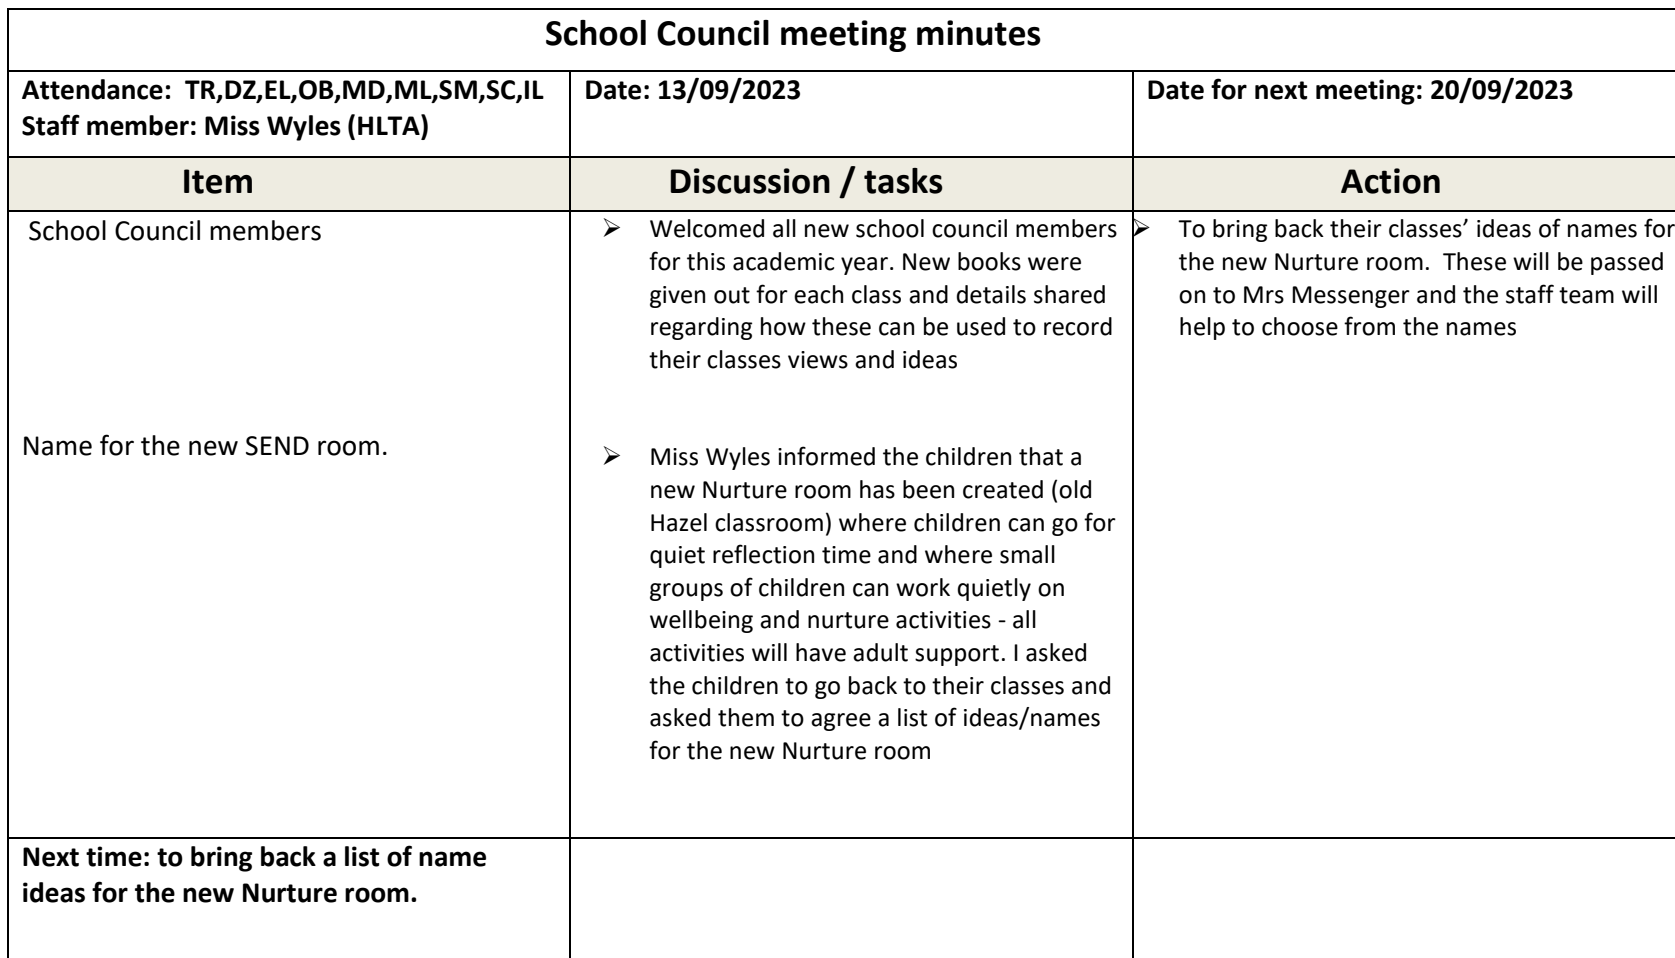 School Council meeting minutes
Attendance:  TR,DZ,EL,OB,MD,ML,SM,SC,IL
Staff member: Miss Wyles (HLTA)
Date: 13/09/2023
Date for next meeting: 20/09/2023
Item
Discussion / tasks
Action
School Council members
➢ Welcomed all new school council members
for this academic year. New books were
given out for each class and details shared
regarding how these can be used to record
their classes views and ideas
➢ To bring back their classes’ ideas of names for
the new Nurture room.  These will be passed
on to Mrs Messenger and the staff team will
help to choose from the names
Name for the new SEND room.
➢ Miss Wyles informed the children that a
new Nurture room has been created (old
Hazel classroom) where children can go for
quiet reflection time and where small
groups of children can work quietly on
wellbeing and nurture activities - all
activities will have adult support. I asked
the children to go back to their classes and
asked them to agree a list of ideas/names
for the new Nurture room
Next time: to bring back a list of name
ideas for the new Nurture room.